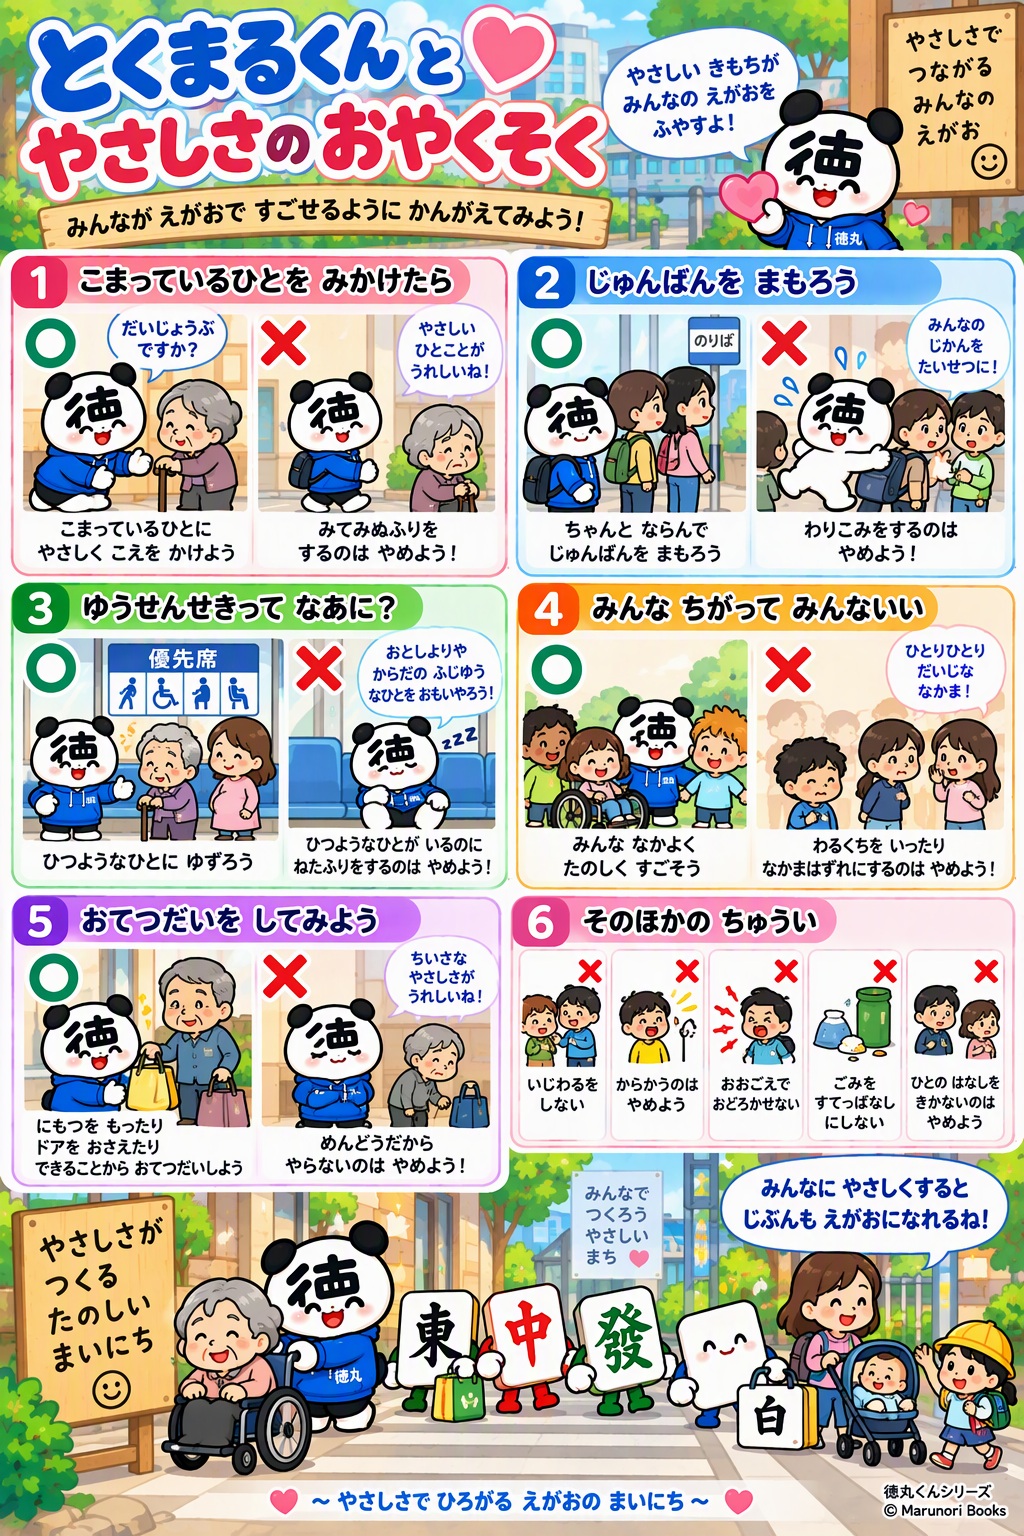 とくまるくんと
やさしさの おやくそく
みんなが えがおで すごせるように かんがえてみよう!
やさしい きもちが
みんなの えがおを
ふやすよ!
やさしさで
つながる
みんなの
えがお
徳
徳丸
1 こまっているひとを みかけたら
だいじょうぶ
ですか?
こまっているひとに
やさしく こえを かけよう
やさしい
ひとことが
うれしいね!
みてみぬふりを
するのは やめよう!
2 じゅんばんを まもろう
のりば
ちゃんと ならんで
じゅんばんを まもろう
みんなの
じかんを
たいせつに!
わりこみをするのは
やめよう!
3 ゆうせんせきって なあに?
優先席
ひつようなひとに ゆずろう
おとしよりや
からだの ふじゆう
なひとを おもいやろう!
zzz
ひつようなひとが いるのに
ねたふりをするのは やめよう!
4 みんな ちがって みんないい
みんな なかよく
たのしく すごそう
ひとりひとり
だいじな
なかま!
わるくちを いったり
なかまはずれにするのは やめよう!
5 おてつだいを してみよう
にもつを もったり
ドアを おさえたり
できることから おてつだいしよう
ちいさな
やさしさが
うれしいね!
めんどうだから
やらないのは やめよう!
6 そのほかの ちゅうい
いじわるを
しない
からかうのは
やめよう
おおごえで
おどろかせない
ごみを
すてっぱなし
にしない
ひとの はなしを
きかないのは
やめよう
やさしさが
つくる
たのしい
まいにち
みんなで
つくろう
やさしい
まち
みんなに やさしくすると
じぶんも えがおになれるね!
徳
徳丸
東
中
發
白
~ やさしさで ひろがる えがおの まいにち ~
徳丸くんシリーズ
© Marunori Books